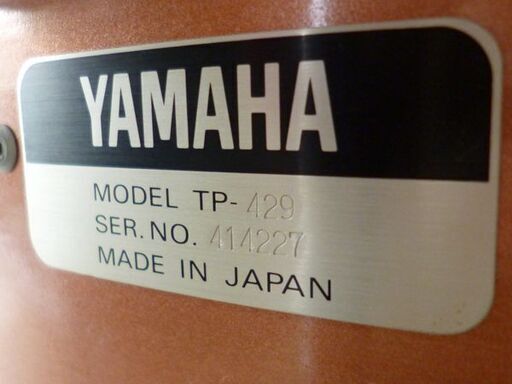 YAMAHA
MODEL TP-429
SER.NO. 414227
MADE IN JAPAN